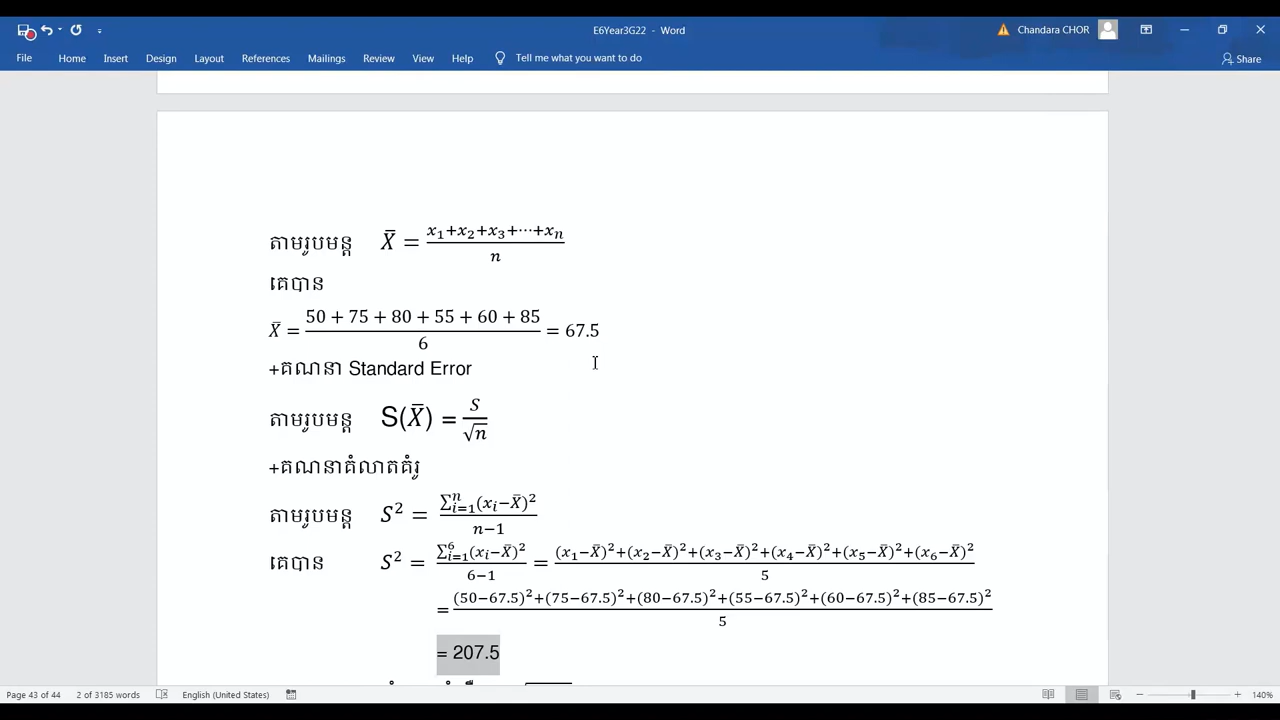 E6Year3G22 - Word
Chandara CHOR
File Home Insert Design Layout References Mailings Review View Help Tell me what you want to do Share
តាមរូបមន្ត X̄ = (x₁+x₂+x₃+⋯+xₙ)/n
គេបាន
X̄ = (50 + 75 + 80 + 55 + 60 + 85)/6 = 67.5
+គណនា Standard Error
តាមរូបមន្ត S(X̄) = S/√n
+គណនាគំលាតគំរូ
តាមរូបមន្ត S² = ∑ⁿᵢ₌₁(xᵢ−X̄)²/(n−1)
គេបាន S² = ∑⁶ᵢ₌₁(xᵢ−X̄)²/(6−1) = ((x₁−X̄)²+(x₂−X̄)²+(x₃−X̄)²+(x₄−X̄)²+(x₅−X̄)²+(x₆−X̄)²)/5
= ((50−67.5)²+(75−67.5)²+(80−67.5)²+(55−67.5)²+(60−67.5)²+(85−67.5)²)/5
= 207.5
Page 43 of 44 2 of 3185 words English (United States) 140%